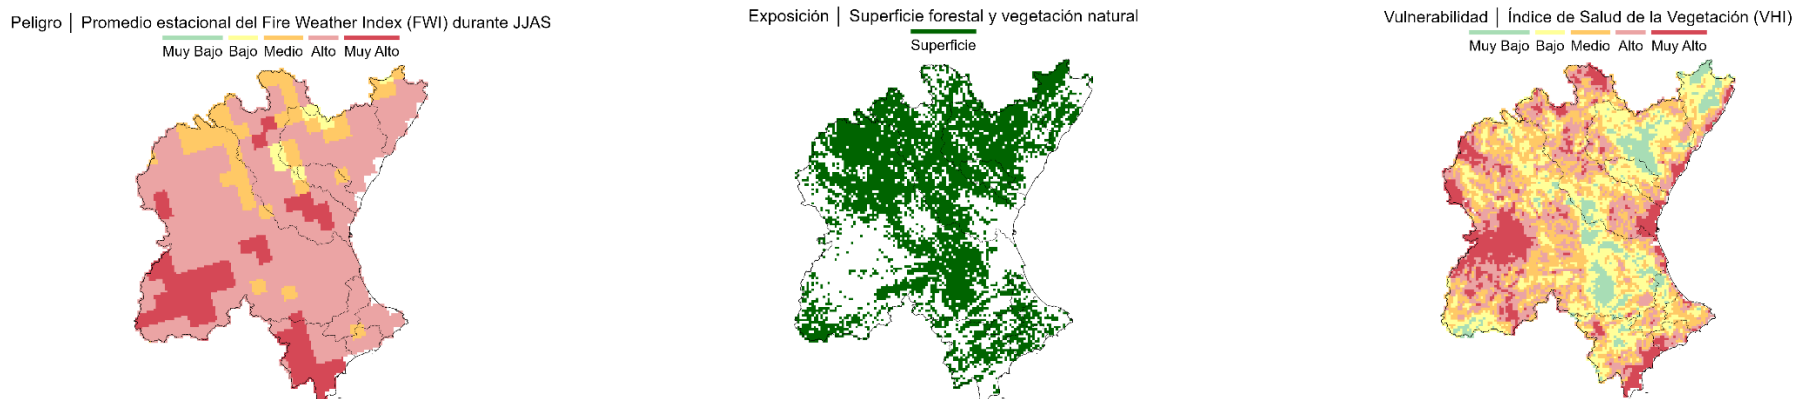 Peligro | Promedio estacional del Fire Weather Index (FWI) durante JJAS
Muy Bajo Bajo Medio Alto Muy Alto
Exposición | Superficie forestal y vegetación natural
Superficie
Vulnerabilidad | Índice de Salud de la Vegetación (VHI)
Muy Bajo Bajo Medio Alto Muy Alto